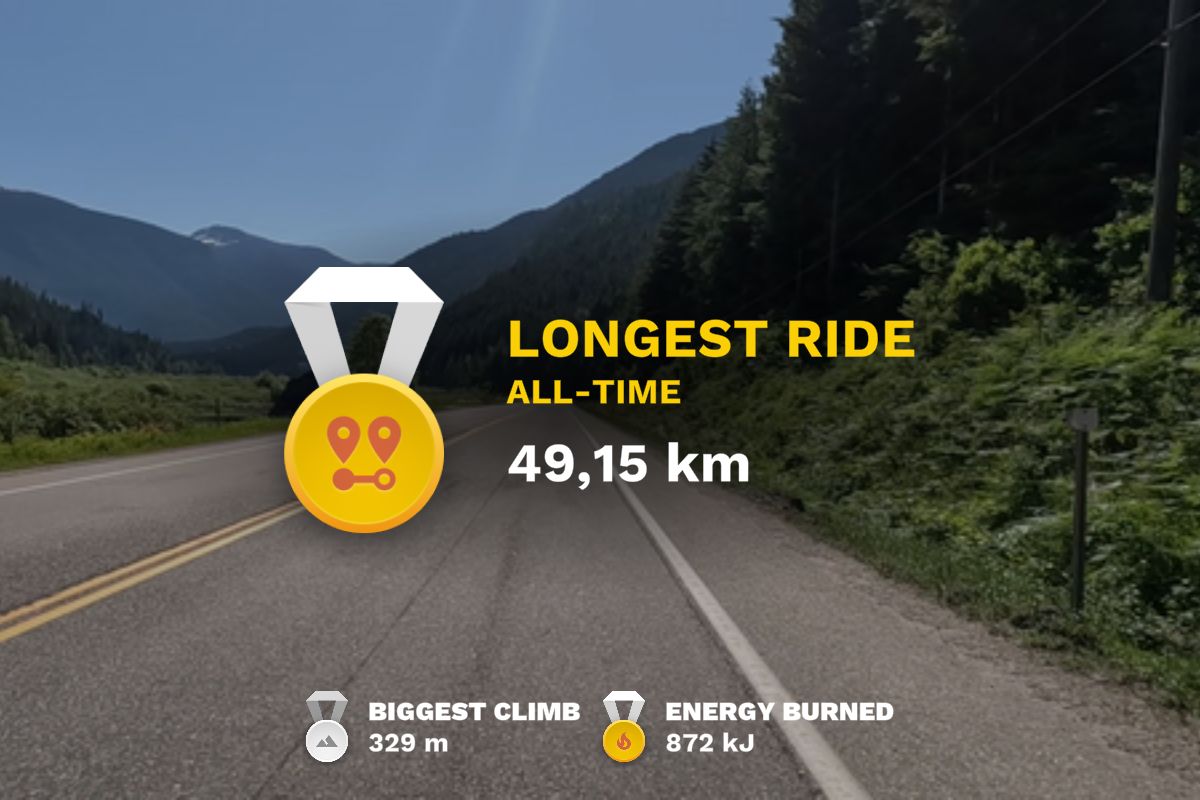 LONGEST RIDE
ALL-TIME
49,15 km
BIGGEST CLIMB
329 m
ENERGY BURNED
872 kJ